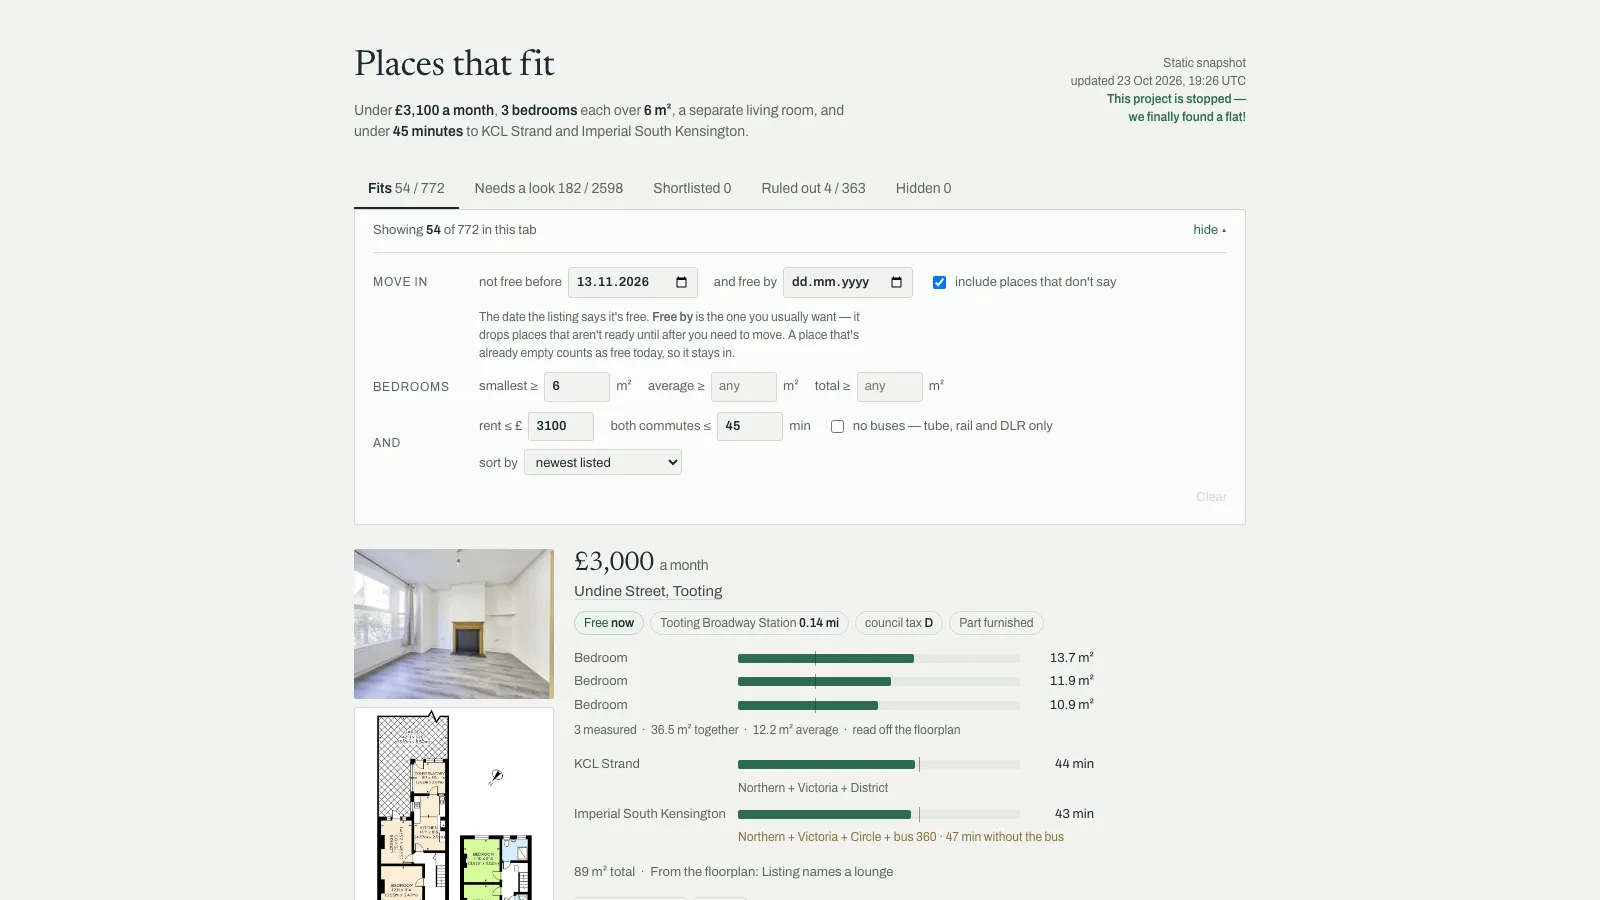 Places that fit
Static snapshot
updated 23 Oct 2026, 19:26 UTC
This project is stopped —
we finally found a flat!
Under £3,100 a month, 3 bedrooms each over 6 m², a separate living room, and
under 45 minutes to KCL Strand and Imperial South Kensington.
Fits 54 / 772 Needs a look 182 / 2598 Shortlisted 0 Ruled out 4 / 363 Hidden 0
Showing 54 of 772 in this tab hide
MOVE IN not free before 13.11.2026 and free by dd.mm.yyyy include places that don't say
The date the listing says it's free. Free by is the one you usually want — it
drops places that aren't ready until after you need to move. A place that's
already empty counts as free today, so it stays in.
BEDROOMS smallest ≥ 6 m² average ≥ any m² total ≥ any m²
AND
rent ≤ £ 3100 both commutes ≤ 45 min no buses — tube, rail and DLR only
sort by newest listed
Clear
£3,000 a month
Undine Street, Tooting
Free now Tooting Broadway Station 0.14 mi council tax D Part furnished
Bedroom 13.7 m²
Bedroom 11.9 m²
Bedroom 10.9 m²
3 measured · 36.5 m² together · 12.2 m² average · read off the floorplan
KCL Strand 44 min
Northern + Victoria + District
Imperial South Kensington 43 min
Northern + Victoria + Circle + bus 360 · 47 min without the bus
89 m² total · From the floorplan: Listing names a lounge
CONSERVATORY
KITCHEN
LOUNGE
BEDROOM
BEDROOM